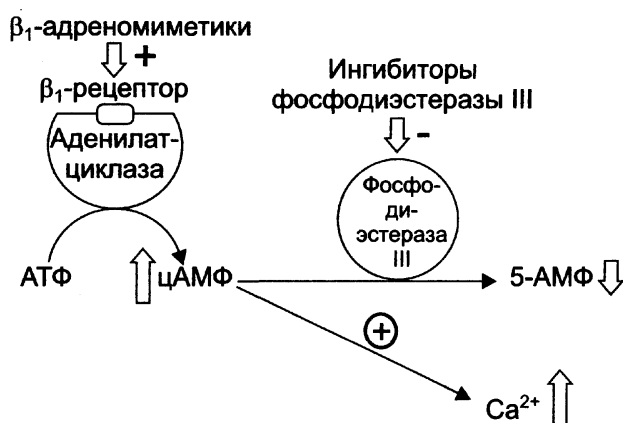 β₁-адреномиметики
+
β₁-рецептор
Аденилат-
циклаза
Ингибиторы
фосфодиэстеразы III
-
Фосфо-
ди-
эстераза
III
АТФ
цАМФ
5-АМФ
+
Ca²⁺